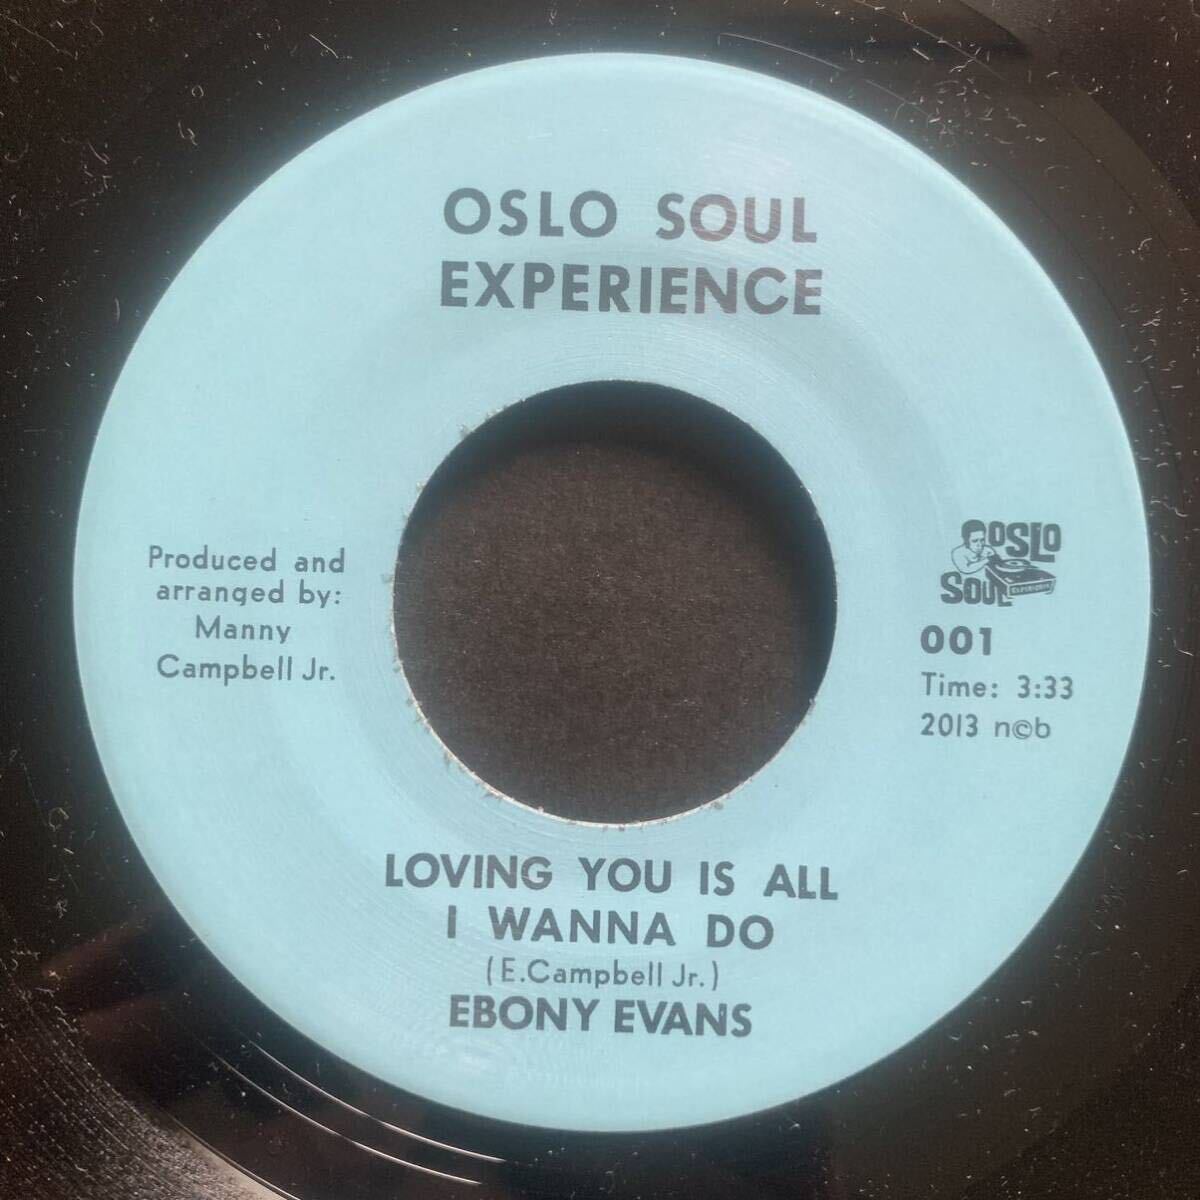 OSLO SOUL
EXPERIENCE
Produced and
arranged by:
Manny
Campbell Jr.
OSLO
SOUL
EXPERIENCE
001
Time: 3:33
2013 n©b
LOVING YOU IS ALL
I WANNA DO
(E.Campbell Jr.)
EBONY EVANS